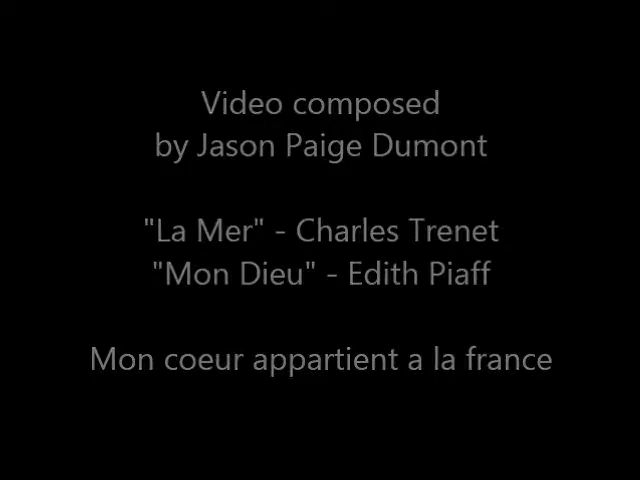 Video composed
by Jason Paige Dumont
"La Mer" - Charles Trenet
"Mon Dieu" - Edith Piaff
Mon coeur appartient a la france